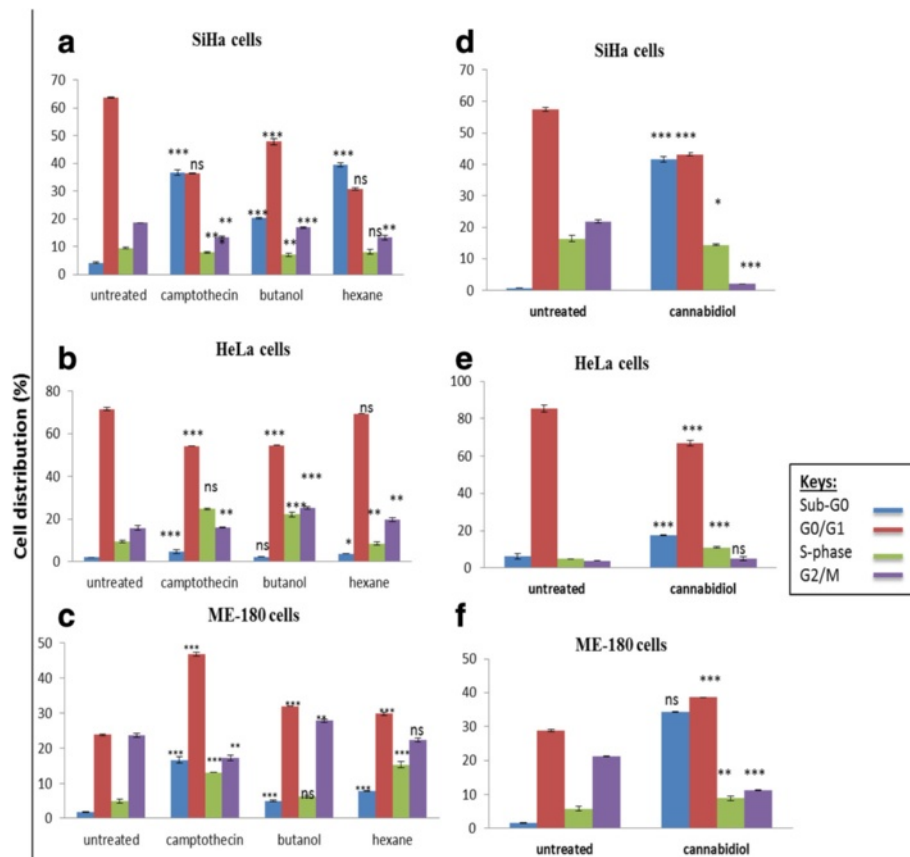 Cell distribution (%)
a
SiHa cells
70
60
50
40
30
20
10
0
*** ns *** ** ** *** *** ** *** *** ns ns **
untreated camptothecin butanol hexane
b
HeLa cells
80
60
40
20
0
*** *** ns ** *** ns *** *** * ns ** **
untreated camptothecin butanol hexane
c
ME-180 cells
50
40
30
20
10
0
*** *** *** ** *** *** ns ** *** *** *** ns
untreated camptothecin butanol hexane
d
SiHa cells
70
60
50
40
30
20
10
0
*** *** * ***
untreated cannabidiol
e
HeLa cells
100
80
60
40
20
0
*** *** *** ns
untreated cannabidiol
f
ME-180 cells
50
40
30
20
10
0
ns *** ** ***
untreated cannabidiol
Keys:
Sub-G0
G0/G1
S-phase
G2/M